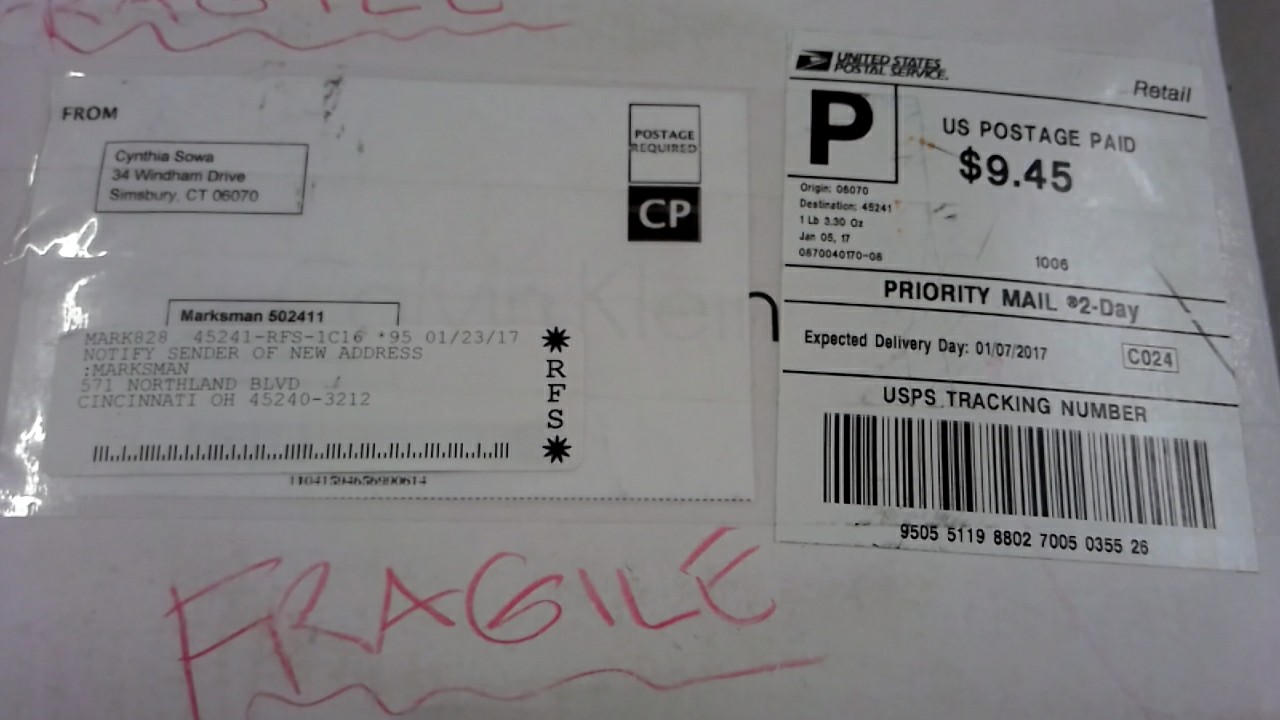 FRAGILE
FROM
Cynthia Sowa
34 Windham Drive
Simsbury, CT 06070
POSTAGE
REQUIRED
CP
Marksman 502411
MARK828 45241-RFS-1C16 *95 01/23/17
NOTIFY SENDER OF NEW ADDRESS
:MARKSMAN
571 NORTHLAND BLVD
CINCINNATI OH 45240-3212
*RFS*
UNITED STATES
POSTAL SERVICE.
Retail
P
US POSTAGE PAID
$9.45
Origin: 06070
Destination: 45241
1 Lb 3.30 Oz
Jan 05, 17
0670040170-08
1006
PRIORITY MAIL ®2-Day
Expected Delivery Day: 01/07/2017
C024
USPS TRACKING NUMBER
9505 5119 8802 7005 0355 26
Calvin Klein
FRAGILE